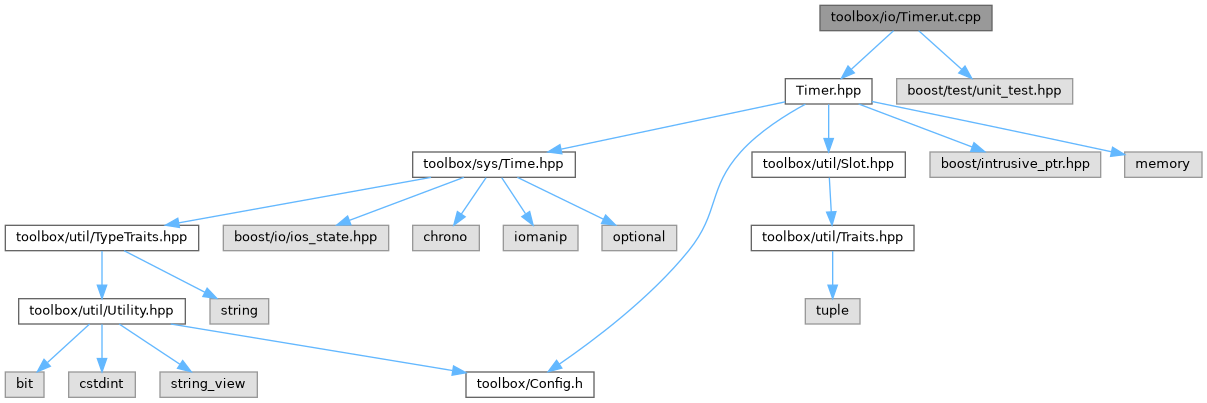 toolbox/io/Timer.ut.cpp
Timer.hpp
boost/test/unit_test.hpp
toolbox/sys/Time.hpp
toolbox/util/Slot.hpp
boost/intrusive_ptr.hpp
memory
toolbox/util/TypeTraits.hpp
boost/io/ios_state.hpp
chrono
iomanip
optional
toolbox/util/Traits.hpp
toolbox/util/Utility.hpp
string
tuple
bit
cstdint
string_view
toolbox/Config.h